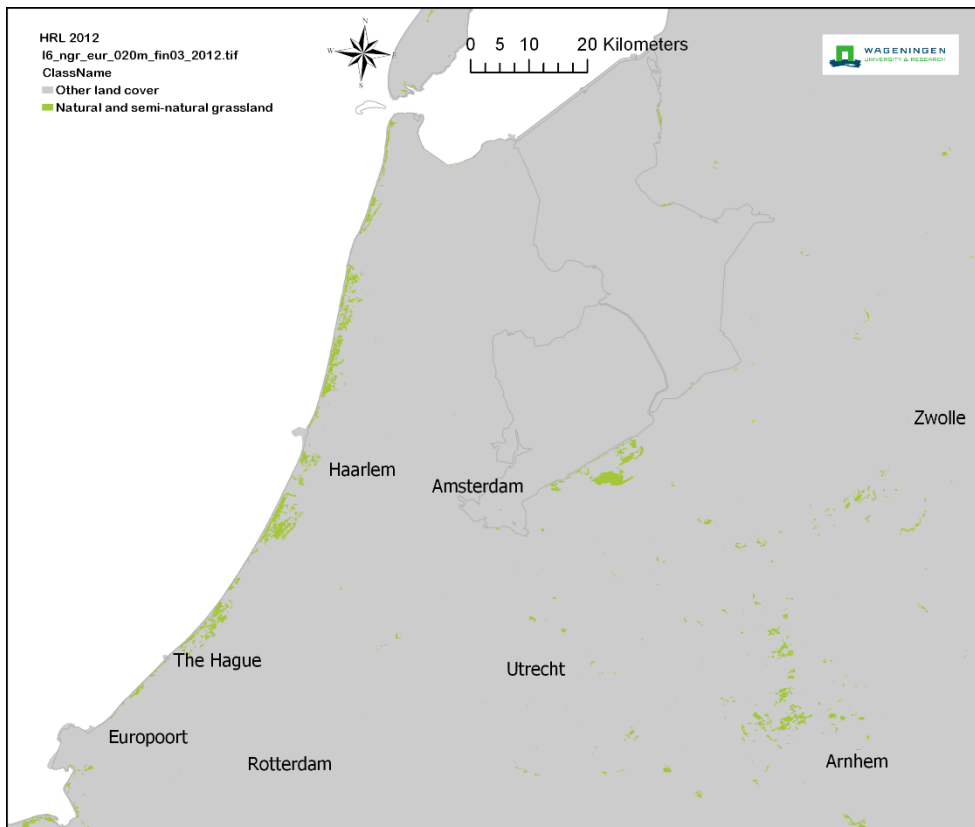 HRL 2012
l6_ngr_eur_020m_fin03_2012.tif
ClassName
Other land cover
Natural and semi-natural grassland
N
W
E
S
0 5 10 20 Kilometers
WAGENINGEN
UNIVERSITY & RESEARCH
Zwolle
Haarlem
Amsterdam
The Hague
Utrecht
Europoort
Rotterdam
Arnhem